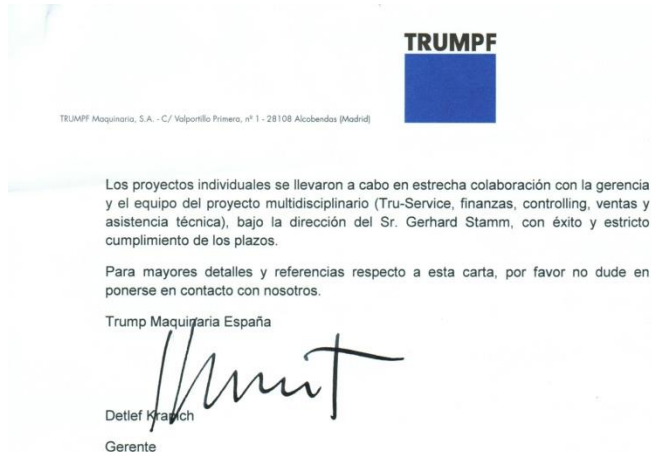 TRUMPF
TRUMPF Maquinaria, S.A. - C/ Valportillo Primero, nº 1 - 28108 Alcobendas (Madrid)
Los proyectos individuales se llevaron a cabo en estrecha colaboración con la gerencia
y el equipo del proyecto multidisciplinario (Tru-Service, finanzas, controlling, ventas y
asistencia técnica), bajo la dirección del Sr. Gerhard Stamm, con éxito y estricto
cumplimiento de los plazos.
Para mayores detalles y referencias respecto a esta carta, por favor no dude en
ponerse en contacto con nosotros.
Trump Maquinaria España
Detlef Krapich
Gerente